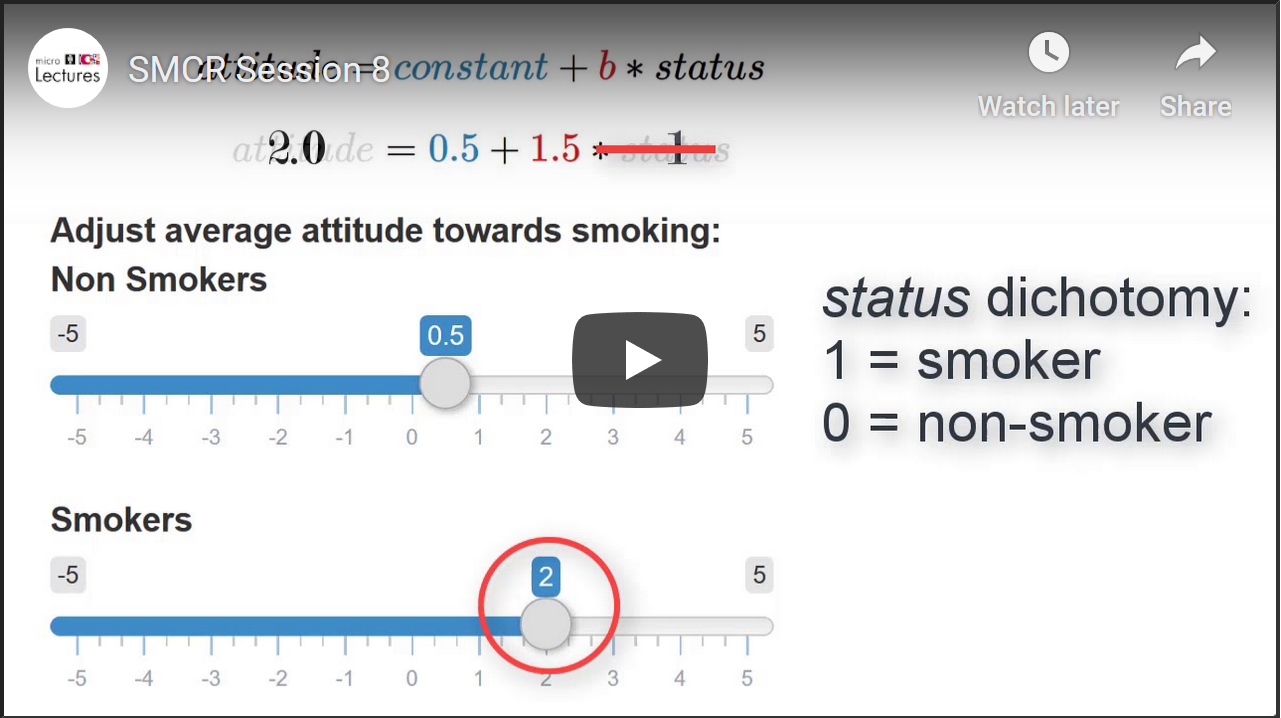 micro
Lectures
SMCR Session 8
attitude = constant + b * status
Watch later
Share
attitude 2.0 = 0.5 + 1.5 * status 1
Adjust average attitude towards smoking:
Non Smokers
-5 0.5 5
-5 -4 -3 -2 -1 0 1 2 3 4 5
status dichotomy:
1 = smoker
0 = non-smoker
Smokers
-5 2 5
-5 -4 -3 -2 -1 0 1 2 3 4 5